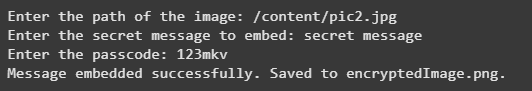 Enter the path of the image: /content/pic2.jpg
Enter the secret message to embed: secret message
Enter the passcode: 123mkv
Message embedded successfully. Saved to encryptedImage.png.